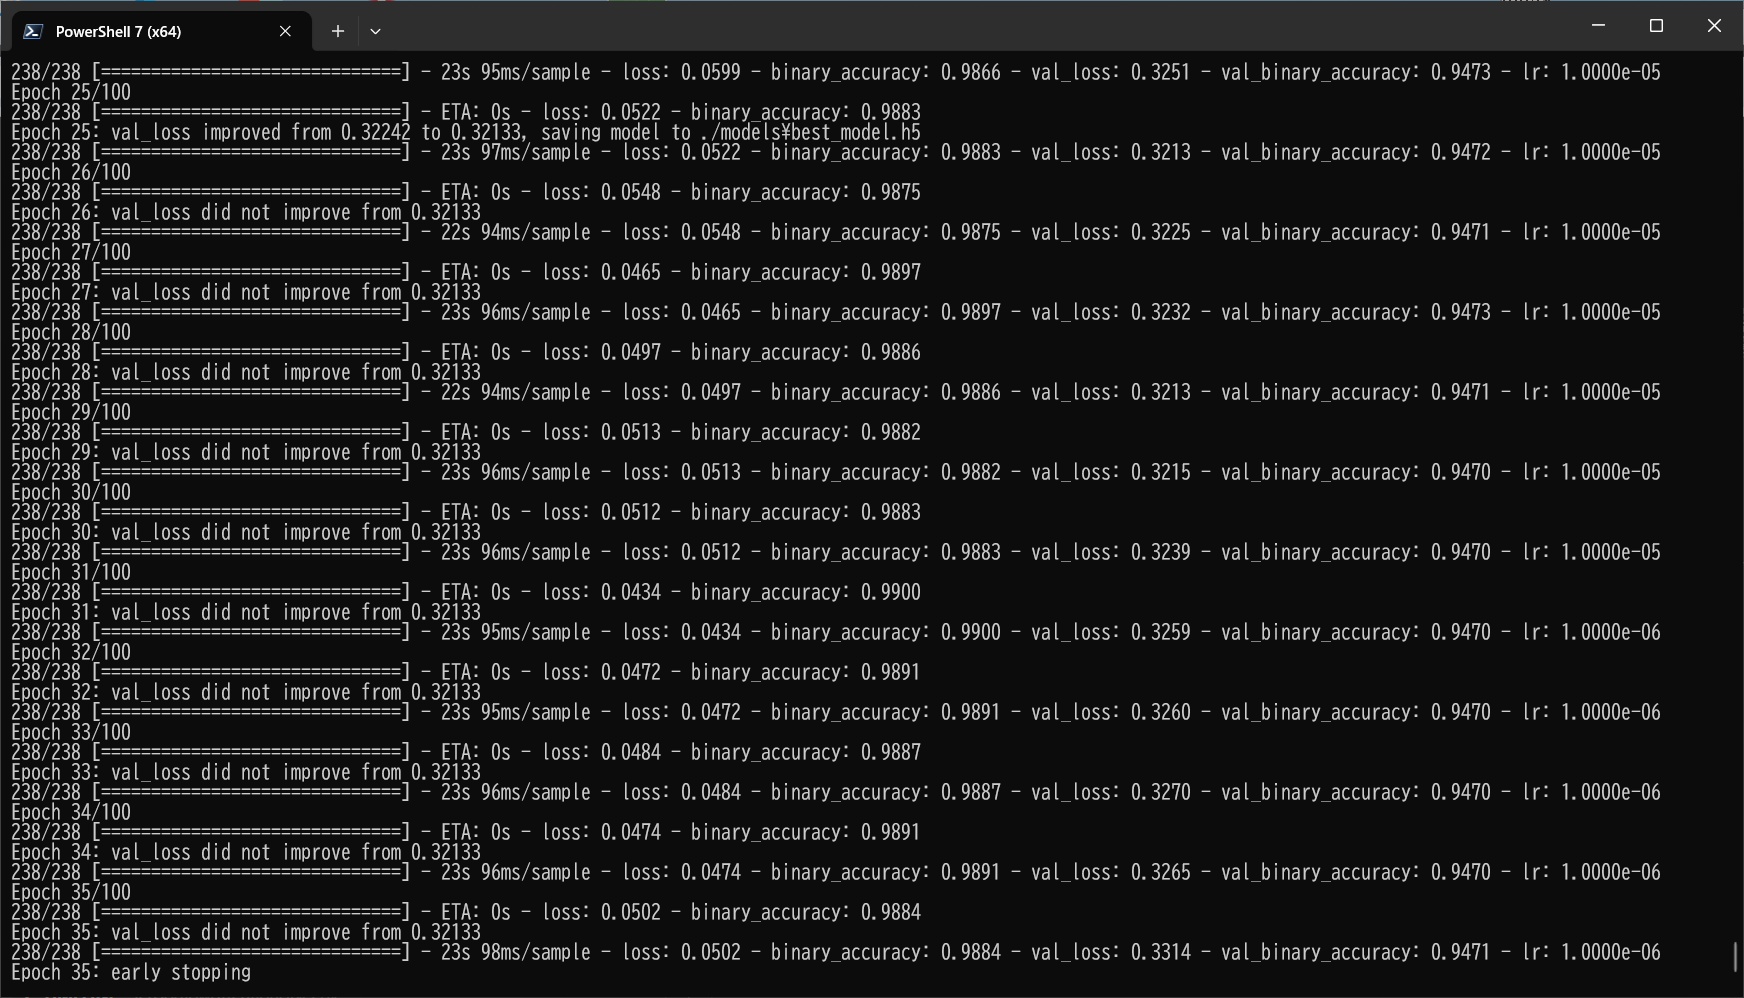 PowerShell 7 (x64)
238/238 [==============================] - 23s 95ms/sample - loss: 0.0599 - binary_accuracy: 0.9866 - val_loss: 0.3251 - val_binary_accuracy: 0.9473 - lr: 1.0000e-05
Epoch 25/100
238/238 [==============================] - ETA: 0s - loss: 0.0522 - binary_accuracy: 0.9883
Epoch 25: val_loss improved from 0.32242 to 0.32133, saving model to ./models¥best_model.h5
238/238 [==============================] - 23s 97ms/sample - loss: 0.0522 - binary_accuracy: 0.9883 - val_loss: 0.3213 - val_binary_accuracy: 0.9472 - lr: 1.0000e-05
Epoch 26/100
238/238 [==============================] - ETA: 0s - loss: 0.0548 - binary_accuracy: 0.9875
Epoch 26: val_loss did not improve from 0.32133
238/238 [==============================] - 22s 94ms/sample - loss: 0.0548 - binary_accuracy: 0.9875 - val_loss: 0.3225 - val_binary_accuracy: 0.9471 - lr: 1.0000e-05
Epoch 27/100
238/238 [==============================] - ETA: 0s - loss: 0.0465 - binary_accuracy: 0.9897
Epoch 27: val_loss did not improve from 0.32133
238/238 [==============================] - 23s 96ms/sample - loss: 0.0465 - binary_accuracy: 0.9897 - val_loss: 0.3232 - val_binary_accuracy: 0.9473 - lr: 1.0000e-05
Epoch 28/100
238/238 [==============================] - ETA: 0s - loss: 0.0497 - binary_accuracy: 0.9886
Epoch 28: val_loss did not improve from 0.32133
238/238 [==============================] - 22s 94ms/sample - loss: 0.0497 - binary_accuracy: 0.9886 - val_loss: 0.3213 - val_binary_accuracy: 0.9471 - lr: 1.0000e-05
Epoch 29/100
238/238 [==============================] - ETA: 0s - loss: 0.0513 - binary_accuracy: 0.9882
Epoch 29: val_loss did not improve from 0.32133
238/238 [==============================] - 23s 96ms/sample - loss: 0.0513 - binary_accuracy: 0.9882 - val_loss: 0.3215 - val_binary_accuracy: 0.9470 - lr: 1.0000e-05
Epoch 30/100
238/238 [==============================] - ETA: 0s - loss: 0.0512 - binary_accuracy: 0.9883
Epoch 30: val_loss did not improve from 0.32133
238/238 [==============================] - 23s 96ms/sample - loss: 0.0512 - binary_accuracy: 0.9883 - val_loss: 0.3239 - val_binary_accuracy: 0.9470 - lr: 1.0000e-05
Epoch 31/100
238/238 [==============================] - ETA: 0s - loss: 0.0434 - binary_accuracy: 0.9900
Epoch 31: val_loss did not improve from 0.32133
238/238 [==============================] - 23s 95ms/sample - loss: 0.0434 - binary_accuracy: 0.9900 - val_loss: 0.3259 - val_binary_accuracy: 0.9470 - lr: 1.0000e-06
Epoch 32/100
238/238 [==============================] - ETA: 0s - loss: 0.0472 - binary_accuracy: 0.9891
Epoch 32: val_loss did not improve from 0.32133
238/238 [==============================] - 23s 95ms/sample - loss: 0.0472 - binary_accuracy: 0.9891 - val_loss: 0.3260 - val_binary_accuracy: 0.9470 - lr: 1.0000e-06
Epoch 33/100
238/238 [==============================] - ETA: 0s - loss: 0.0484 - binary_accuracy: 0.9887
Epoch 33: val_loss did not improve from 0.32133
238/238 [==============================] - 23s 96ms/sample - loss: 0.0484 - binary_accuracy: 0.9887 - val_loss: 0.3270 - val_binary_accuracy: 0.9470 - lr: 1.0000e-06
Epoch 34/100
238/238 [==============================] - ETA: 0s - loss: 0.0474 - binary_accuracy: 0.9891
Epoch 34: val_loss did not improve from 0.32133
238/238 [==============================] - 23s 96ms/sample - loss: 0.0474 - binary_accuracy: 0.9891 - val_loss: 0.3265 - val_binary_accuracy: 0.9470 - lr: 1.0000e-06
Epoch 35/100
238/238 [==============================] - ETA: 0s - loss: 0.0502 - binary_accuracy: 0.9884
Epoch 35: val_loss did not improve from 0.32133
238/238 [==============================] - 23s 98ms/sample - loss: 0.0502 - binary_accuracy: 0.9884 - val_loss: 0.3314 - val_binary_accuracy: 0.9471 - lr: 1.0000e-06
Epoch 35: early stopping